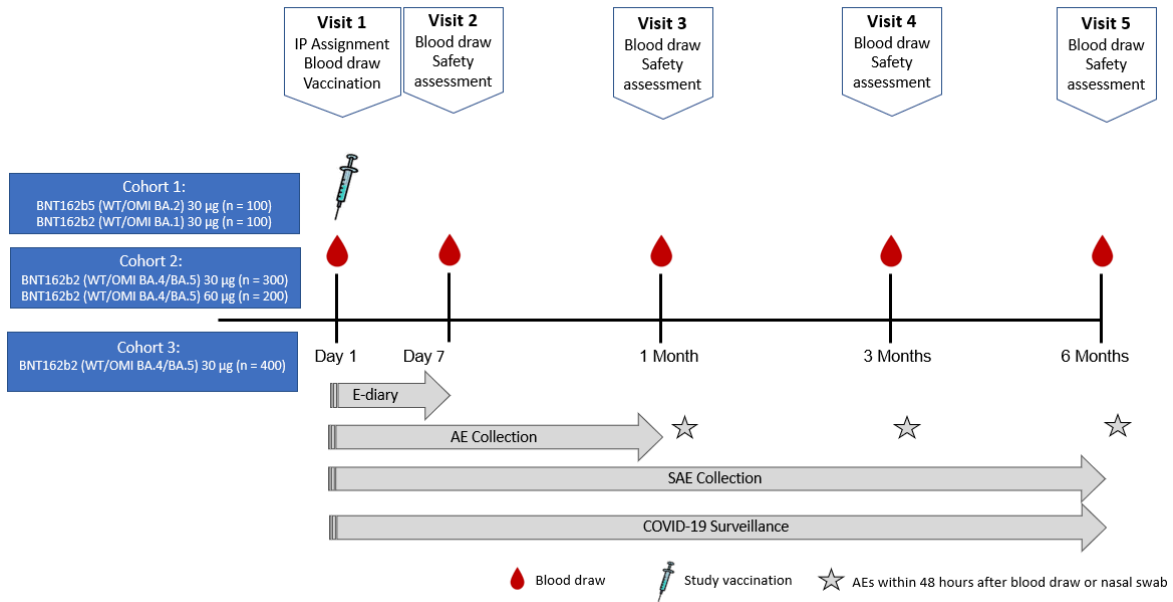 Visit 1
IP Assignment
Blood draw
Vaccination
Visit 2
Blood draw
Safety
assessment
Visit 3
Blood draw
Safety
assessment
Visit 4
Blood draw
Safety
assessment
Visit 5
Blood draw
Safety
assessment
Cohort 1:
BNT162b5 (WT/OMI BA.2) 30 µg (n = 100)
BNT162b2 (WT/OMI BA.1) 30 µg (n = 100)
Cohort 2:
BNT162b2 (WT/OMI BA.4/BA.5) 30 µg (n = 300)
BNT162b2 (WT/OMI BA.4/BA.5) 60 µg (n = 200)
Cohort 3:
BNT162b2 (WT/OMI BA.4/BA.5) 30 µg (n = 400)
Day 1
Day 7
1 Month
3 Months
6 Months
E-diary
AE Collection
SAE Collection
COVID-19 Surveillance
Blood draw
Study vaccination
AEs within 48 hours after blood draw or nasal swab